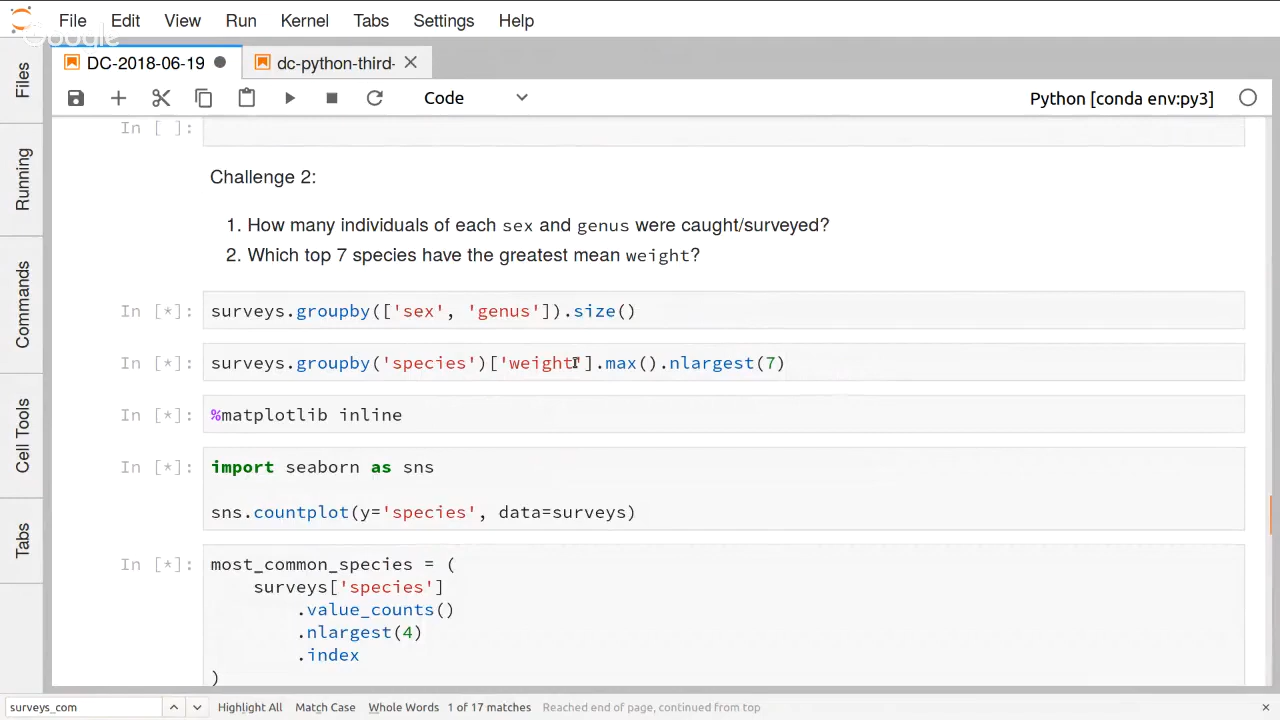 File Edit View Run Kernel Tabs Settings Help
Google
DC-2018-06-19 dc-python-third-
Code Python [conda env:py3]
Files
Running
Commands
Cell Tools
Tabs
In [ ]:
Challenge 2:
1. How many individuals of each sex and genus were caught/surveyed?
2. Which top 7 species have the greatest mean weight?
In [*]: surveys.groupby(['sex', 'genus']).size()
In [*]: surveys.groupby('species')['weight'].max().nlargest(7)
In [*]: %matplotlib inline
In [*]: import seaborn as sns
sns.countplot(y='species', data=surveys)
In [*]: most_common_species = (
surveys['species']
.value_counts()
.nlargest(4)
.index
)
surveys_com Highlight All Match Case Whole Words 1 of 17 matches Reached end of page, continued from top